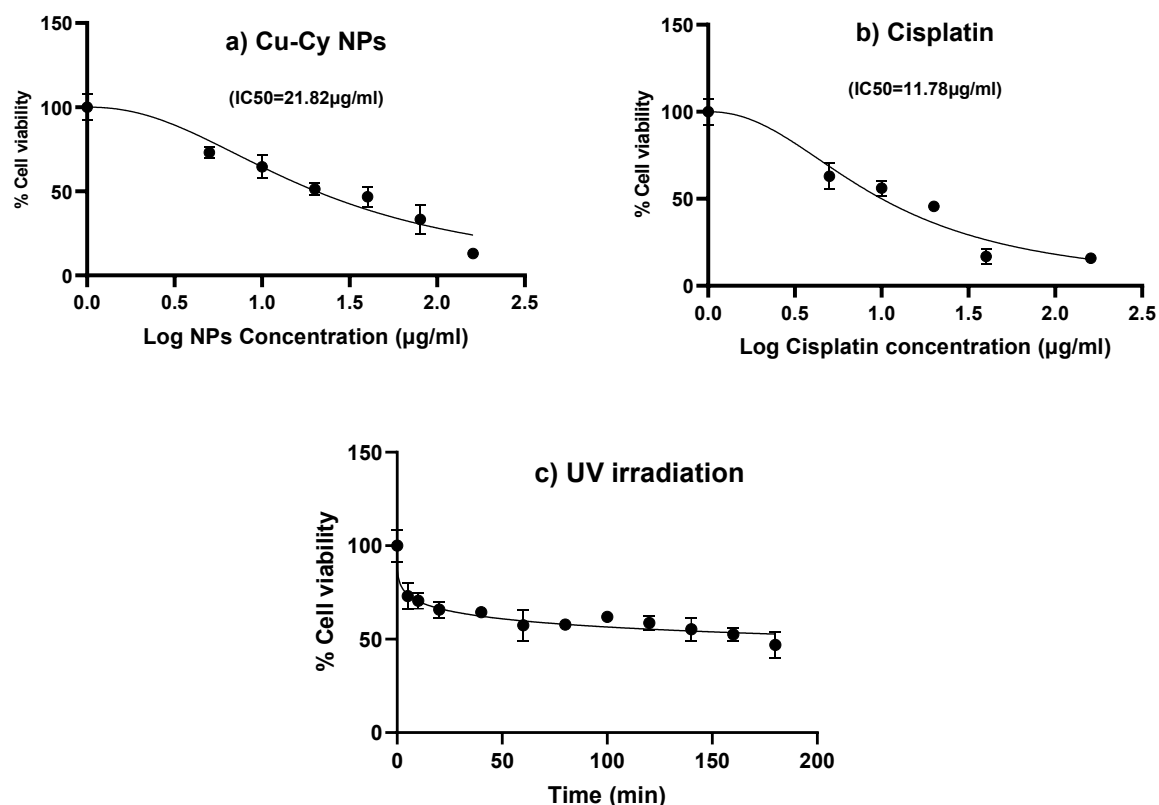 a) Cu-Cy NPs
(IC50=21.82µg/ml)
% Cell viability
150
100
50
0
0.0 0.5 1.0 1.5 2.0 2.5
Log NPs Concentration (µg/ml)
b) Cisplatin
(IC50=11.78µg/ml)
% Cell viability
150
100
50
0
0.0 0.5 1.0 1.5 2.0 2.5
Log Cisplatin concentration (µg/ml)
c) UV irradiation
% Cell viability
150
100
50
0
0 50 100 150 200
Time (min)